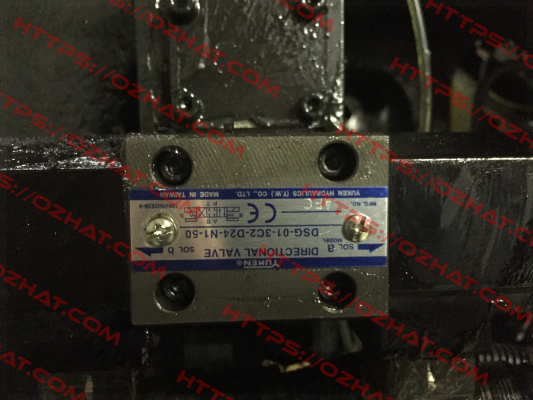 YUKEN®
DIRECTIONAL VALVE
SOL a
SOL b
MODEL
DSG-01-3C2-D24-N1-50
CE
A B
P T
MFG. NO.
YUKEN HYDRAULICS (T.W.) CO., LTD. MADE IN TAIWAN
HTTPS://OZHAT.COM